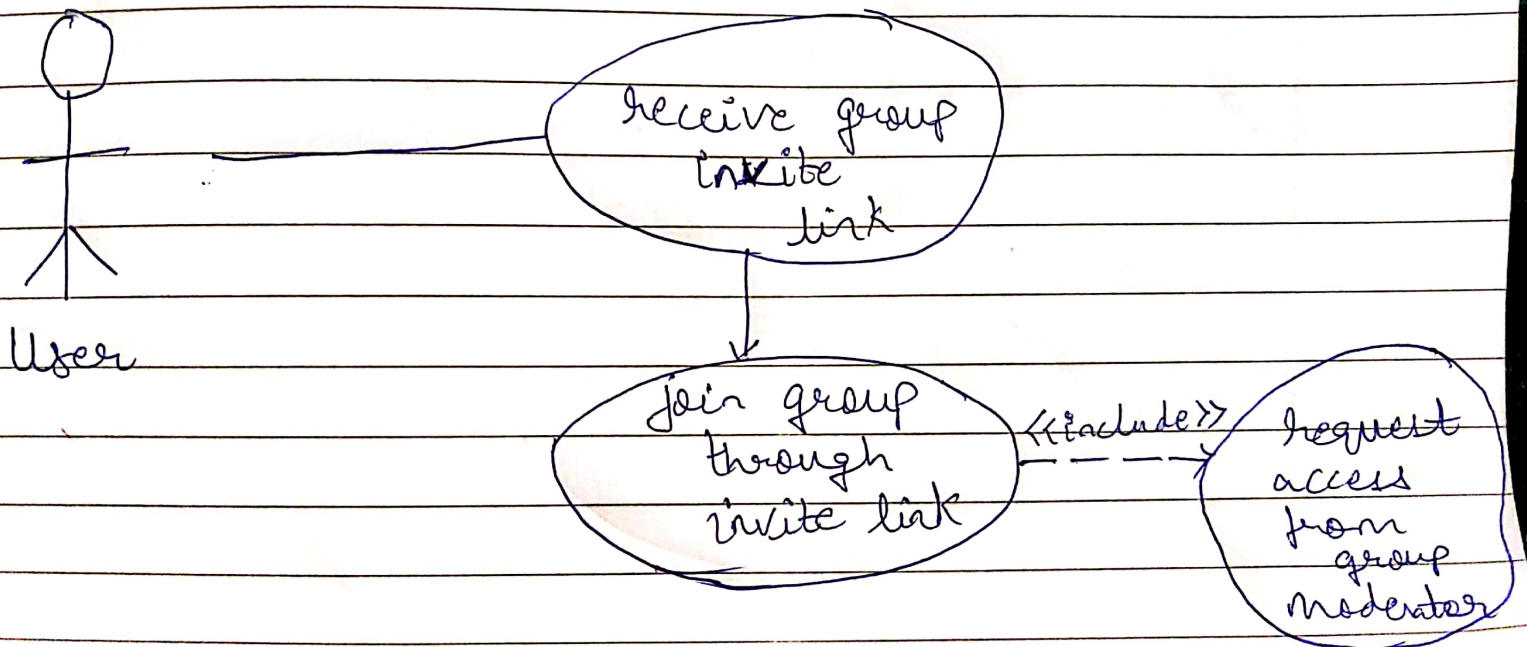 receive group
invite
link
User
join group
through
invite link
<<include>>
request
access
from
group
moderator